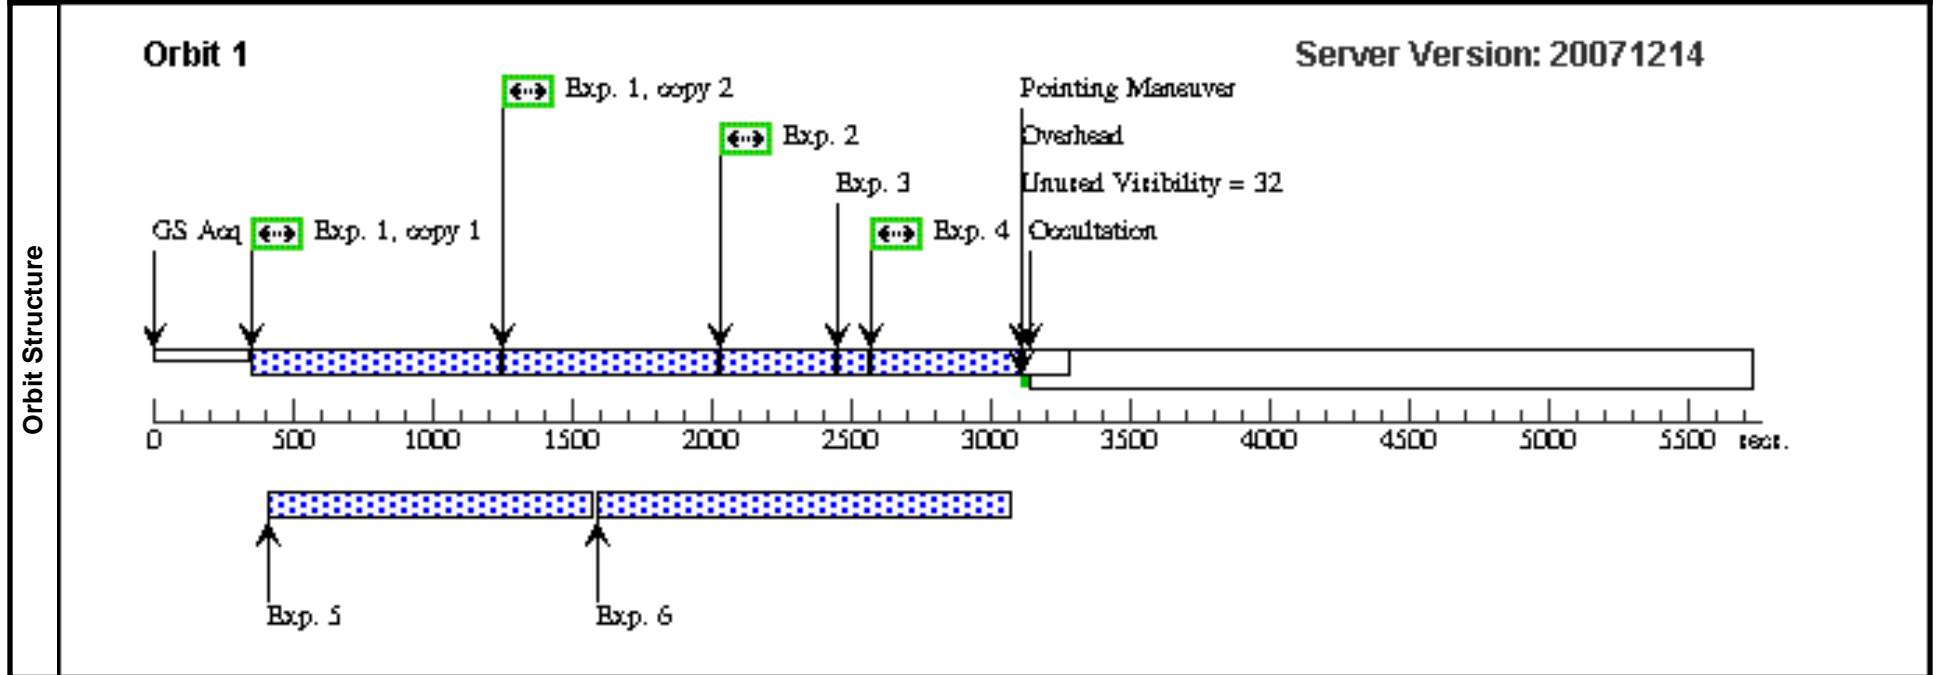 Orbit Structure
Orbit 1
Server Version: 20071214
Exp. 1, copy 2
Pointing Maneuver
Exp. 2
Overhead
Exp. 3
Unused Visibility = 32
GS Acq
Exp. 1, copy 1
Exp. 4
Occultation
0 500 1000 1500 2000 2500 3000 3500 4000 4500 5000 5500 secs.
Exp. 5
Exp. 6